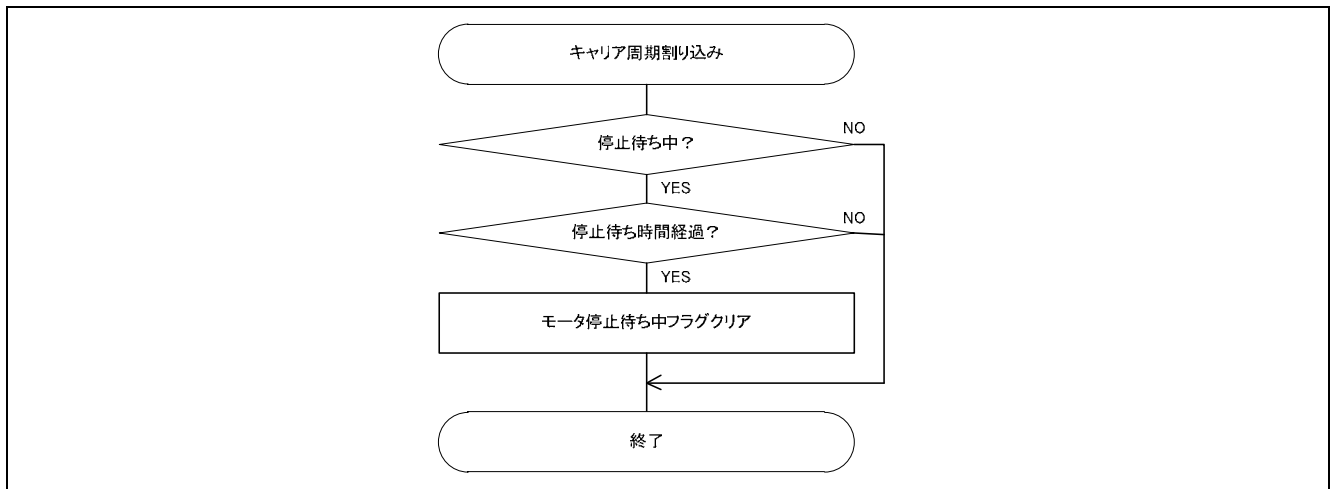 キャリア周期割り込み
停止待ち中？
NO
YES
停止待ち時間経過？
NO
YES
モータ停止待ち中フラグクリア
終了